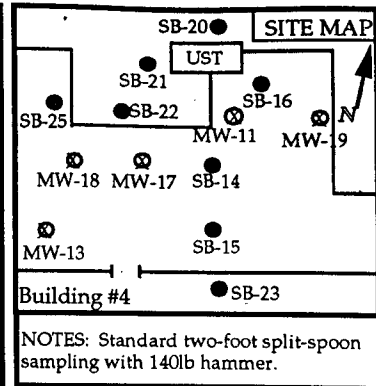 SB-20
SITE MAP
UST
SB-21
SB-16
SB-22
SB-25
MW-11
MW-19
N
MW-18
MW-17
SB-14
MW-13
SB-15
Building #4
SB-23
NOTES: Standard two-foot split-spoon
sampling with 140lb hammer.